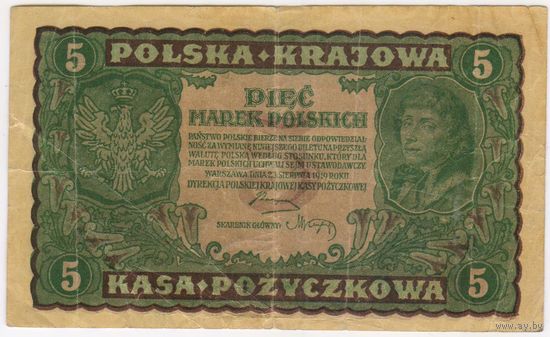 5 POLSKA · KRAJOWA 5
PIĘĆ
MAREK POLSKICH
PAŃSTWO POLSKIE BIERZE NA SIEBIE ODPOWIEDZIAL-
NOŚĆ ZA WYMIANĘ NINIEJSZEGO BILETU NA PRZYSZŁĄ
WALUTĘ POLSKĄ WEDŁUG STOSUNKU, KTÓRY DLA
MAREK POLSKICH UCHWALI SEJM USTAWODAWCZY
WARSZAWA DNIA 23 SIERPNIA 1919 ROKU
DYREKCJA POLSKIEJ KRAJOWEJ KASY POŻYCZKOWEJ
SKARBNIK GŁÓWNY:
5 KASA · POŻYCZKOWA 5
www.ay.by